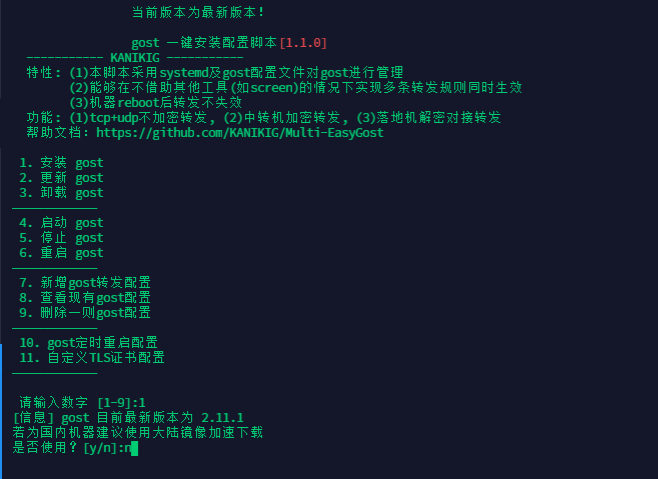 当前版本为最新版本!
gost 一键安装配置脚本[1.1.0]
----------- KANIKIG -----------
特性: (1)本脚本采用systemd及gost配置文件对gost进行管理
(2)能够在不借助其他工具(如screen)的情况下实现多条转发规则同时生效
(3)机器reboot后转发不失效
功能: (1)tcp+udp不加密转发, (2)中转机加密转发, (3)落地机解密对接转发
帮助文档: https://github.com/KANIKIG/Multi-EasyGost
1. 安装 gost
2. 更新 gost
3. 卸载 gost
————————————
4. 启动 gost
5. 停止 gost
6. 重启 gost
————————————
7. 新增gost转发配置
8. 查看现有gost配置
9. 删除一则gost配置
————————————
10. gost定时重启配置
11. 自定义TLS证书配置
————————————
请输入数字 [1-9]:1
[信息] gost 目前最新版本为 2.11.1
若为国内机器建议使用大陆镜像加速下载
是否使用? [y/n]:n